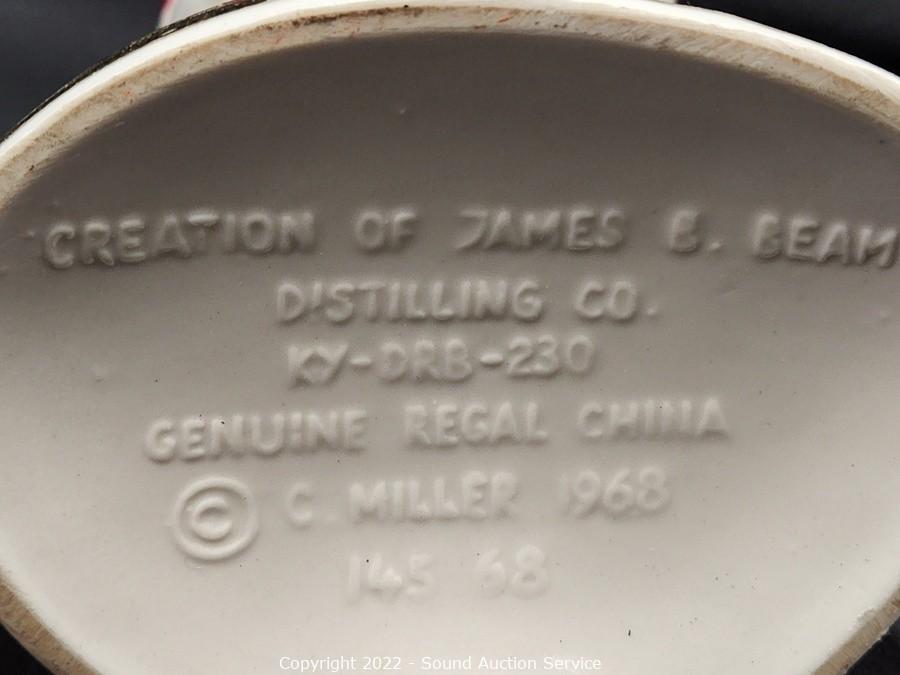 CREATION OF JAMES B. BEAM
DISTILLING CO.
KY-DRB-230
GENUINE REGAL CHINA
© C. MILLER 1968
145 68
Copyright 2022 - Sound Auction Service